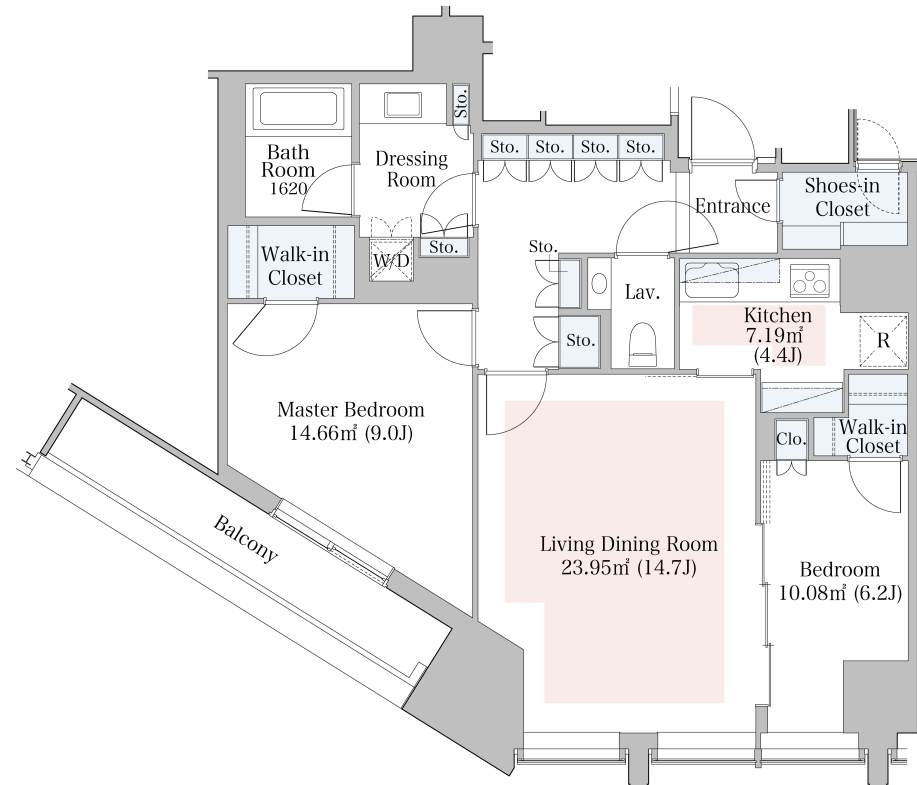 Sto.
Bath
Room
1620
Dressing
Room
Sto.
Sto.
Sto.
Sto.
Entrance
Shoes-in
Closet
Walk-in
Closet
W/D
Sto.
Sto.
Lav.
Sto.
Kitchen
7.19㎡
(4.4J)
R
Master Bedroom
14.66㎡ (9.0J)
Clo.
Walk-in
Closet
Balcony
Living Dining Room
23.95㎡ (14.7J)
Bedroom
10.08㎡ (6.2J)